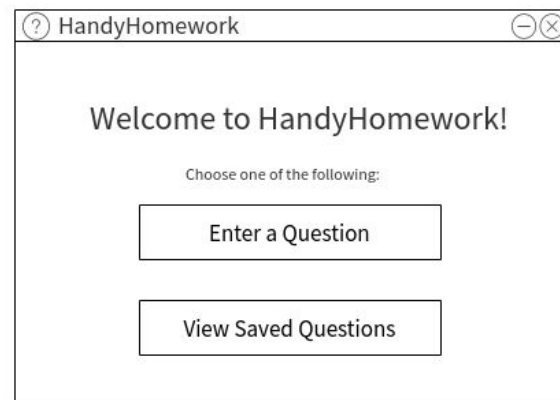 ? HandyHomework
Welcome to HandyHomework!
Choose one of the following:
Enter a Question
View Saved Questions